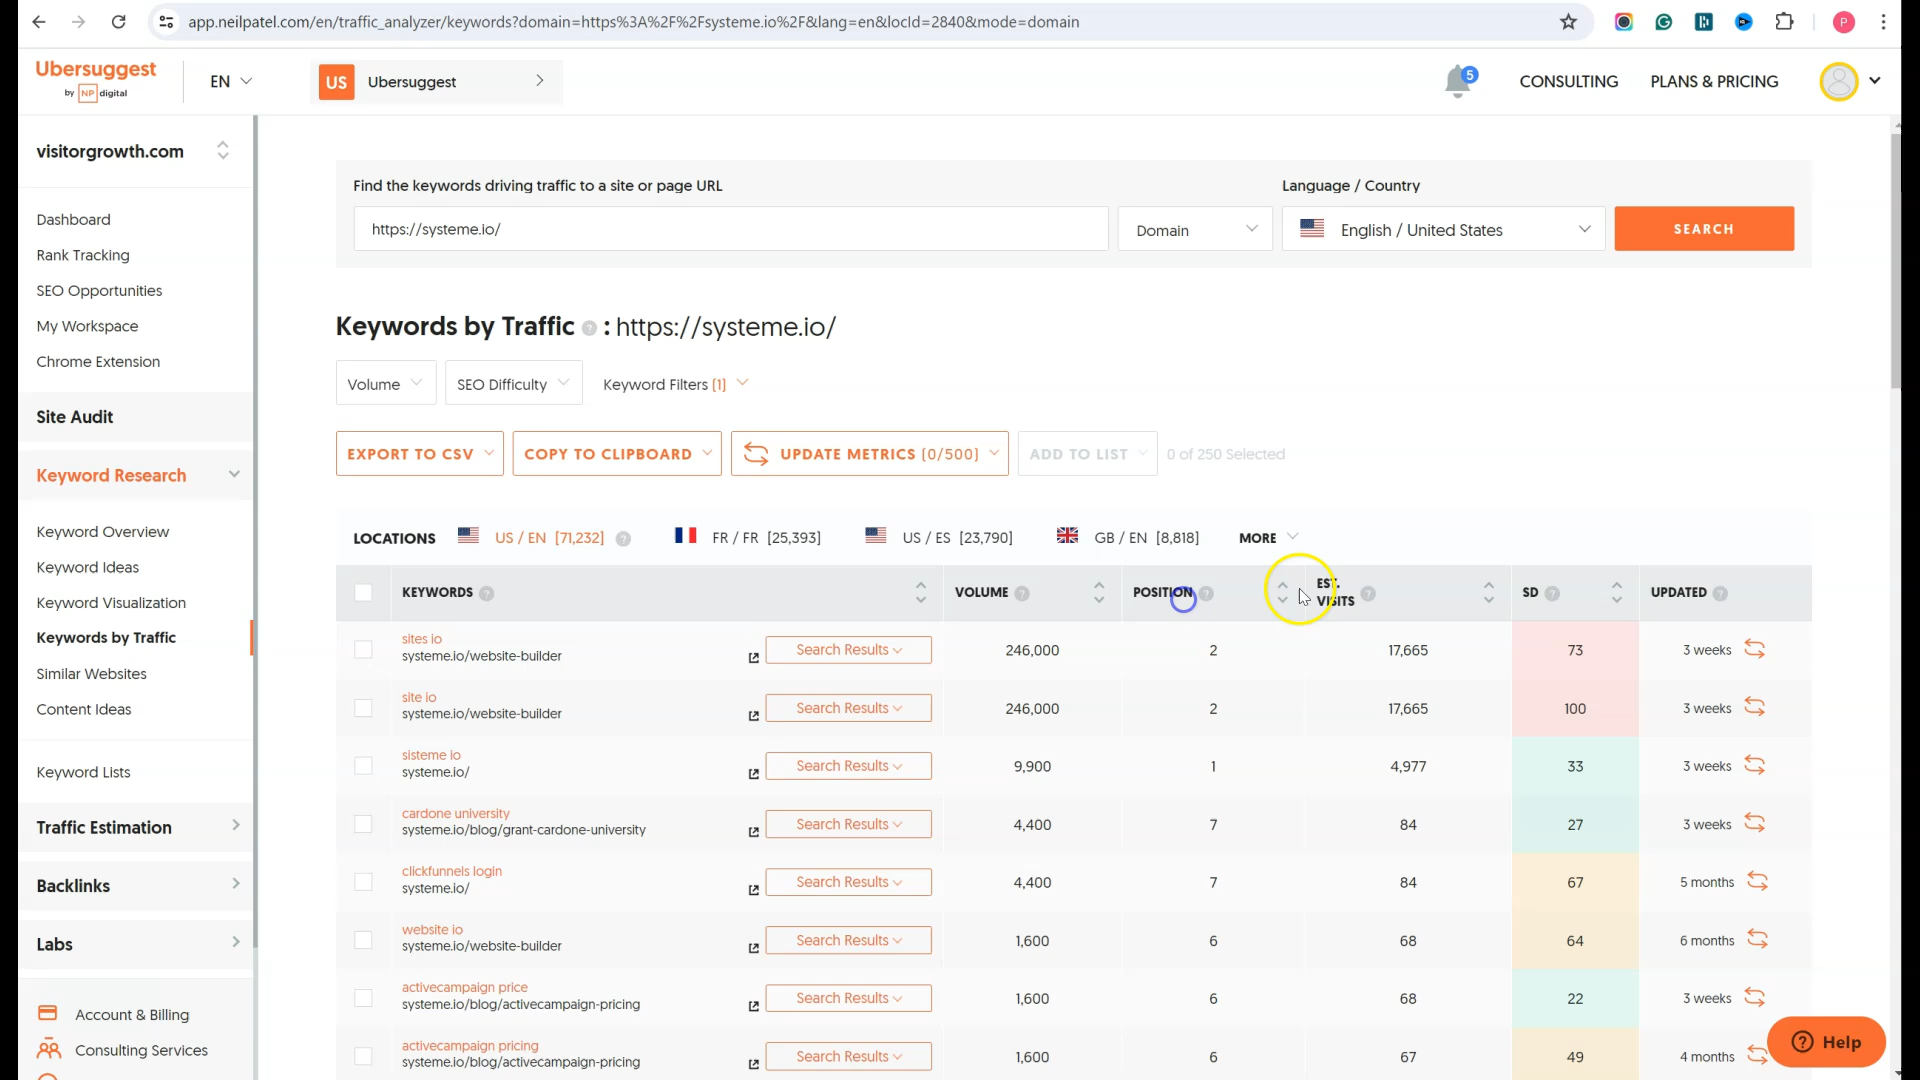 app.neilpatel.com/en/traffic_analyzer/keywords?domain=https%3A%2F%2Fsysteme.io%2F&lang=en&locId=2840&mode=domain
P
Ubersuggest
by NP digital
EN
US Ubersuggest
5
CONSULTING
PLANS & PRICING
visitorgrowth.com
Dashboard
Rank Tracking
SEO Opportunities
My Workspace
Chrome Extension
Site Audit
Keyword Research
Keyword Overview
Keyword Ideas
Keyword Visualization
Keywords by Traffic
Similar Websites
Content Ideas
Keyword Lists
Traffic Estimation
Backlinks
Labs
Account & Billing
Consulting Services
Find the keywords driving traffic to a site or page URL
Language / Country
https://systeme.io/
Domain
English / United States
SEARCH
Keywords by Traffic ? : https://systeme.io/
Volume
SEO Difficulty
Keyword Filters [1]
EXPORT TO CSV
COPY TO CLIPBOARD
UPDATE METRICS [0/500]
ADD TO LIST
0 of 250 Selected
LOCATIONS US / EN [71,232] ? FR / FR [25,393] US / ES [23,790] GB / EN [8,818] MORE
KEYWORDS ? VOLUME ? POSITION ? EST. VISITS ? SD ? UPDATED ?
sites io
systeme.io/website-builder
Search Results 246,000 2 17,665 73 3 weeks
site io
systeme.io/website-builder
Search Results 246,000 2 17,665 100 3 weeks
sisteme io
systeme.io/
Search Results 9,900 1 4,977 33 3 weeks
cardone university
systeme.io/blog/grant-cardone-university
Search Results 4,400 7 84 27 3 weeks
clickfunnels login
systeme.io/
Search Results 4,400 7 84 67 5 months
website io
systeme.io/website-builder
Search Results 1,600 6 68 64 6 months
activecampaign price
systeme.io/blog/activecampaign-pricing
Search Results 1,600 6 68 22 3 weeks
activecampaign pricing
systeme.io/blog/activecampaign-pricing
Search Results 1,600 6 67 49 4 months
? Help